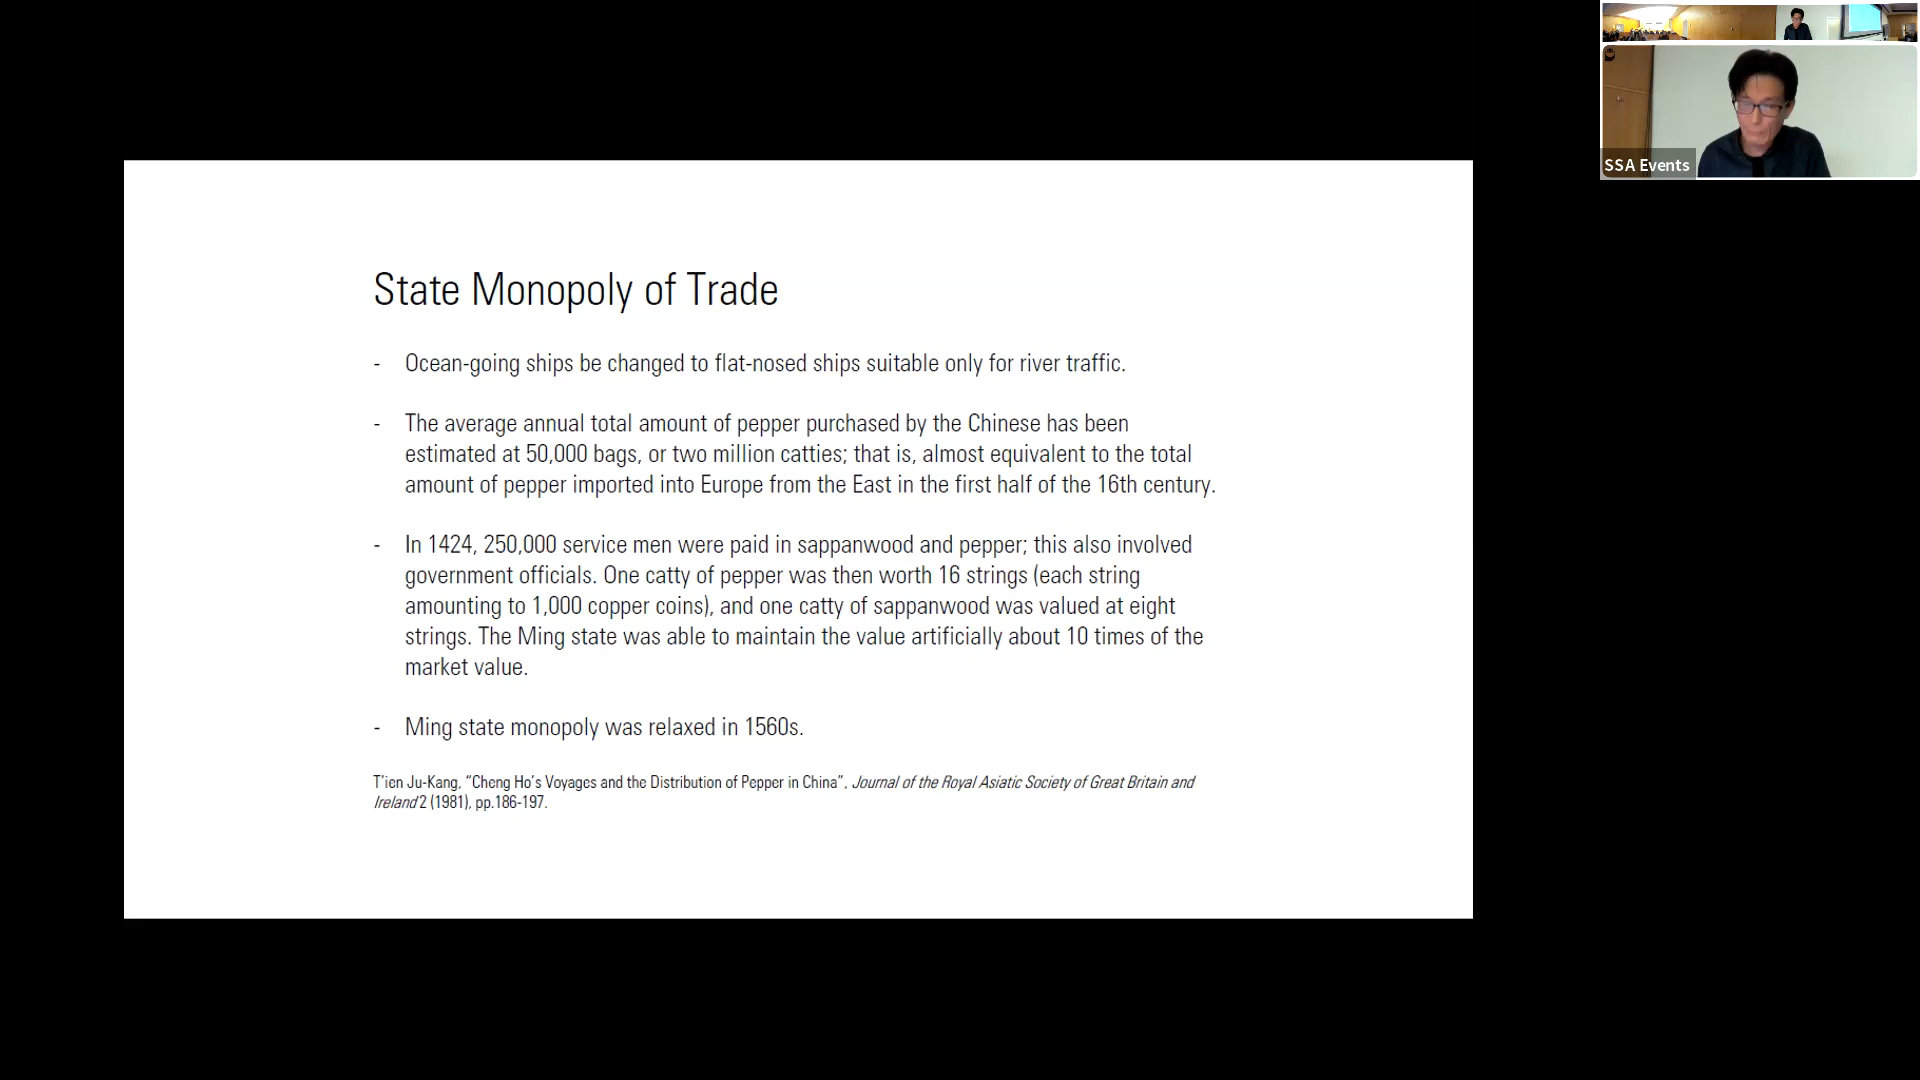 State Monopoly of Trade
- Ocean-going ships be changed to flat-nosed ships suitable only for river traffic.
- The average annual total amount of pepper purchased by the Chinese has been
estimated at 50,000 bags, or two million catties; that is, almost equivalent to the total
amount of pepper imported into Europe from the East in the first half of the 16th century.
- In 1424, 250,000 service men were paid in sappanwood and pepper; this also involved
government officials. One catty of pepper was then worth 16 strings (each string
amounting to 1,000 copper coins), and one catty of sappanwood was valued at eight
strings. The Ming state was able to maintain the value artificially about 10 times of the
market value.
- Ming state monopoly was relaxed in 1560s.
T'ien Ju-Kang, “Cheng Ho's Voyages and the Distribution of Pepper in China”, Journal of the Royal Asiatic Society of Great Britain and
Ireland 2 (1981), pp.186-197.
SSA Events